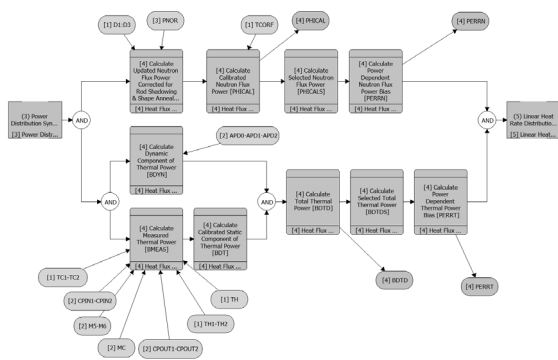 [1] D1:D3
[3] PNOR
[1] TCORF
[4] PHICAL
[4] PERRN
[4] Calculate
Updated Neutron
Flux Power
Corrected for
Rod Shadowing
& Shape Anneal...
[4] Heat Flux ...
[4] Calculate
Calibrated
Neutron Flux
Power [PHICAL]
[4] Heat Flux ...
[4] Calculate
Selected Neutron
Flux Power
[PHICALS]
[4] Heat Flux ...
[4] Calculate
Power
Dependent
Neutron Flux
Power Bias
[PERRN]
[4] Heat Flux ...
(3) Power
Distribution Syn...
[3] Power Distr...
AND
AND
(5) Linear Heat
Rate Distributio...
[5] Linear Heat...
[4] Calculate
Dynamic
Component of
Thermal Power
[BDYN]
[4] Heat Flux ...
[2] APD0-APD1-APD2
AND
AND
[4] Calculate
Total Thermal
Power [BDTD]
[4] Heat Flux ...
[4] Calculate
Selected Total
Thermal Power
[BDTDS]
[4] Heat Flux ...
[4] Calculate
Power
Dependent
Thermal Power
Bias [PERRT]
[4] Heat Flux ...
[4] Calculate
Measured
Thermal Power
[BMEAS]
[4] Heat Flux ...
[4] Calculate
Calibrated Static
Component of
Thermal Power
[BDT]
[4] Heat Flux ...
[1] TC1-TC2
[2] CPIN1-CPIN2
[2] M5-M6
[2] MC
[2] CPOUT1-CPOUT2
[1] TH1-TH2
[1] TH
[4] BDTD
[4] PERRT